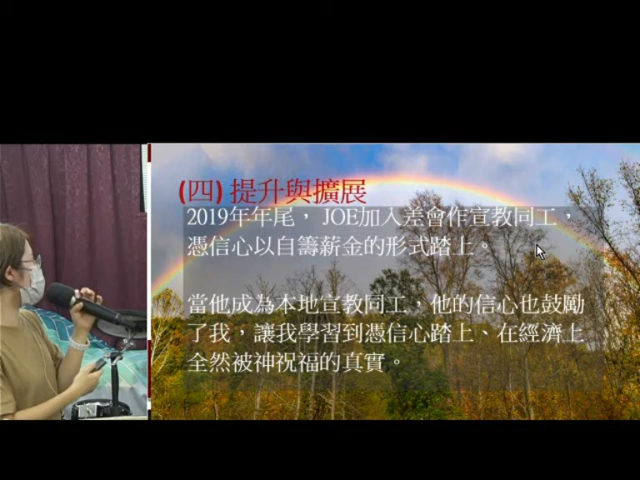 (四) 提升與擴展
2019年年尾， JOE加入差會作宣教同工，
憑信心以自籌薪金的形式踏上。
當他成為本地宣教同工，他的信心也鼓勵
了我，讓我學習到憑信心踏上、在經濟上
全然被神祝福的真實。